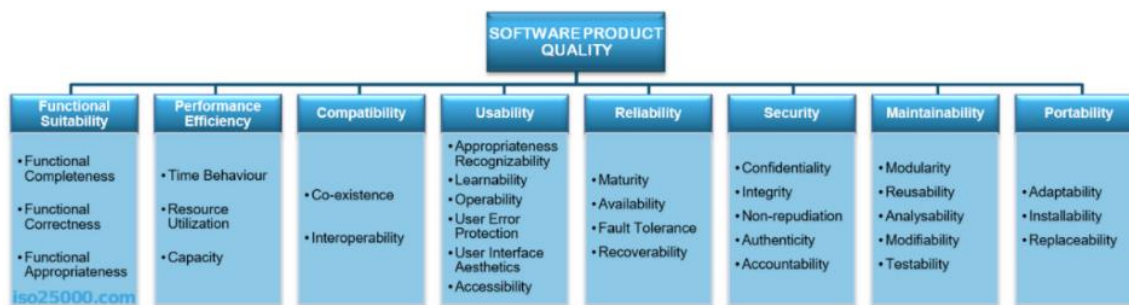 SOFTWARE PRODUCT
QUALITY
Functional
Suitability
• Functional
Completeness
• Functional
Correctness
• Functional
Appropriateness
Performance
Efficiency
• Time Behaviour
• Resource
Utilization
• Capacity
Compatibility
• Co-existence
• Interoperability
Usability
• Appropriateness
Recognizability
• Learnability
• Operability
• User Error
Protection
• User Interface
Aesthetics
• Accessibility
Reliability
• Maturity
• Availability
• Fault Tolerance
• Recoverability
Security
• Confidentiality
• Integrity
• Non-repudiation
• Authenticity
• Accountability
Maintainability
• Modularity
• Reusability
• Analysability
• Modifiability
• Testability
Portability
• Adaptability
• Installability
• Replaceability
iso25000.com